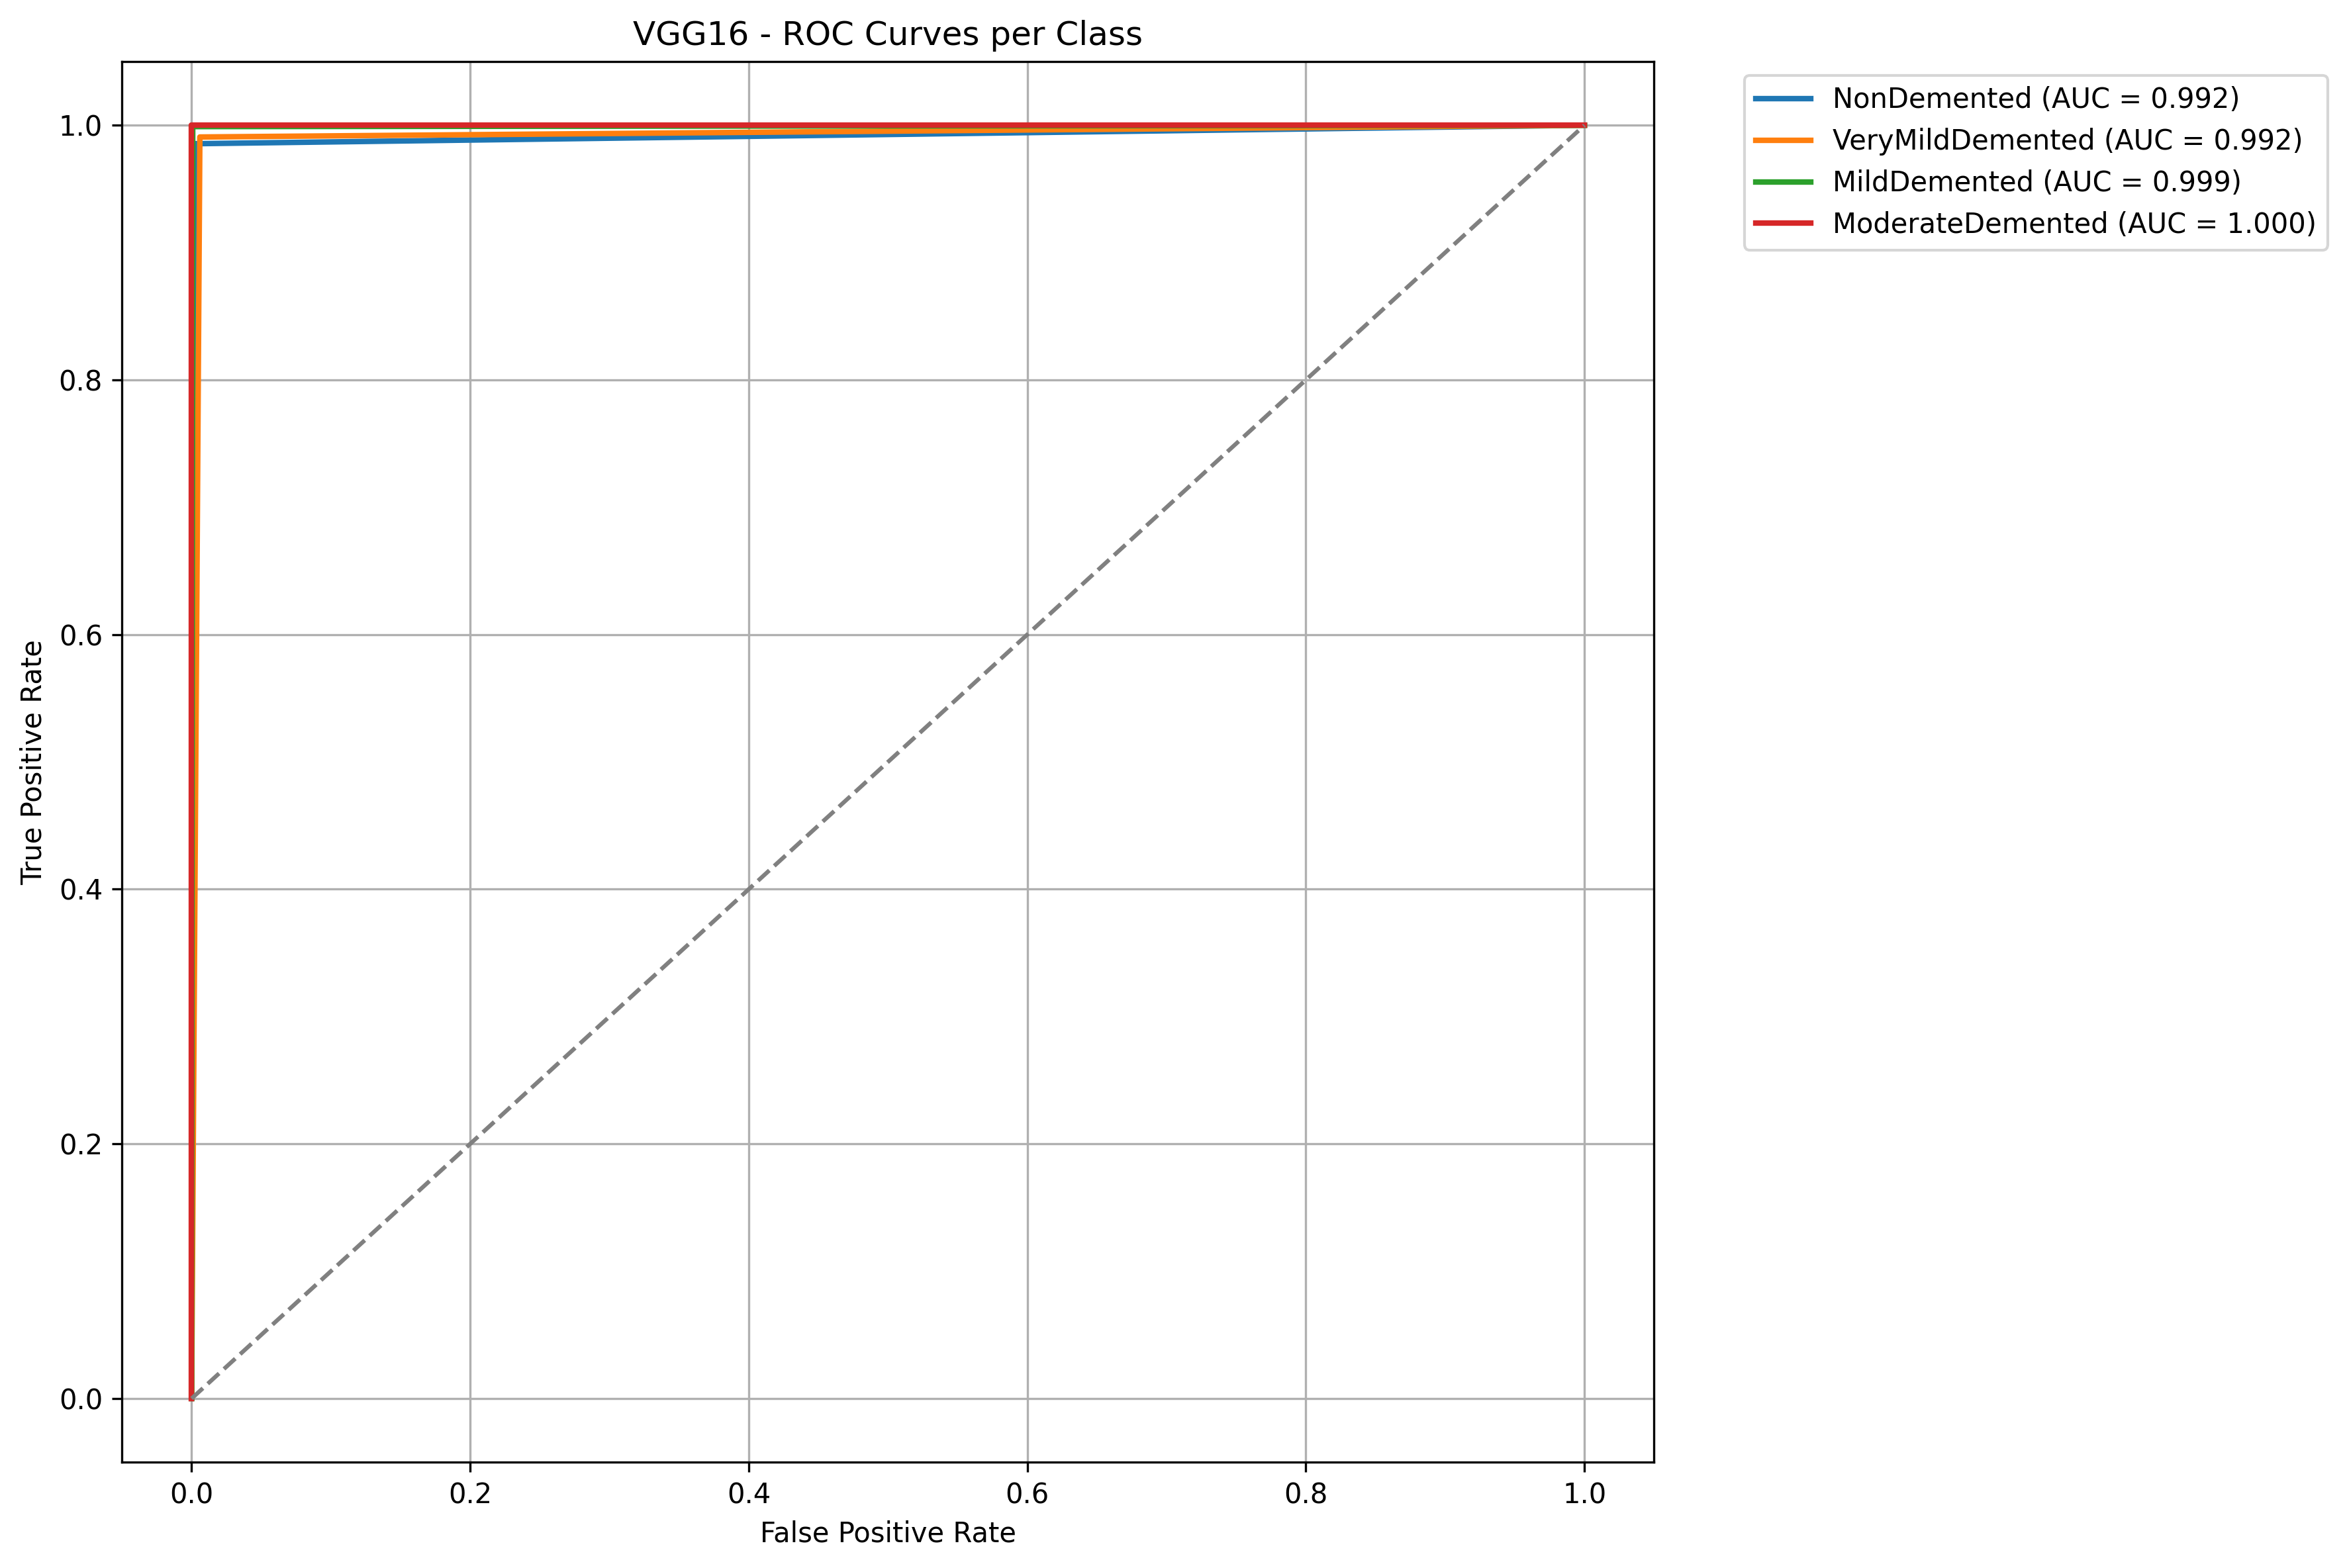 VGG16 - ROC Curves per Class
NonDemented (AUC = 0.992)
VeryMildDemented (AUC = 0.992)
MildDemented (AUC = 0.999)
ModerateDemented (AUC = 1.000)
True Positive Rate
1.0
0.8
0.6
0.4
0.2
0.0
0.0 0.2 0.4 0.6 0.8 1.0
False Positive Rate